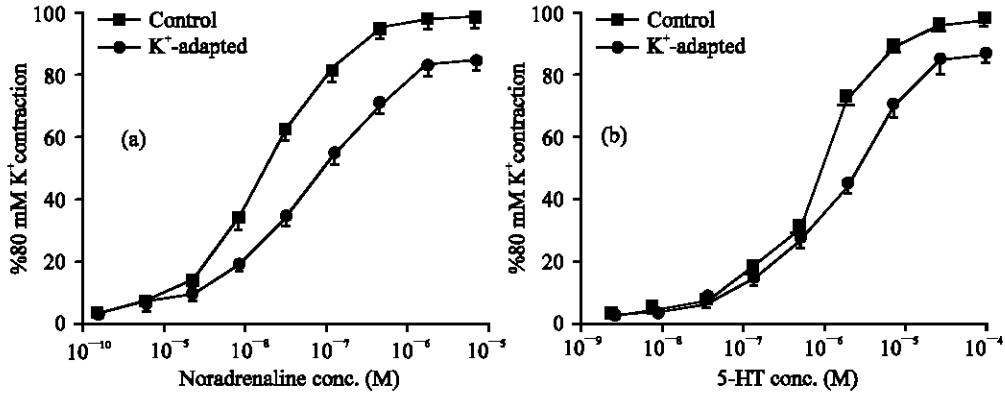 100
80
60
40
20
0
%80 mM K⁺contraction
Control
K⁺-adapted
(a)
10⁻¹⁰ 10⁻⁵ 10⁻⁸ 10⁻⁷ 10⁻⁶ 10⁻⁵
Noradrenaline conc. (M)
100
80
60
40
20
0
%80 mM K⁺contraction
Control
K⁺-adapted
(b)
10⁻⁹ 10⁻⁸ 10⁻⁷ 10⁻⁶ 10⁻⁵ 10⁻⁴
5-HT conc. (M)